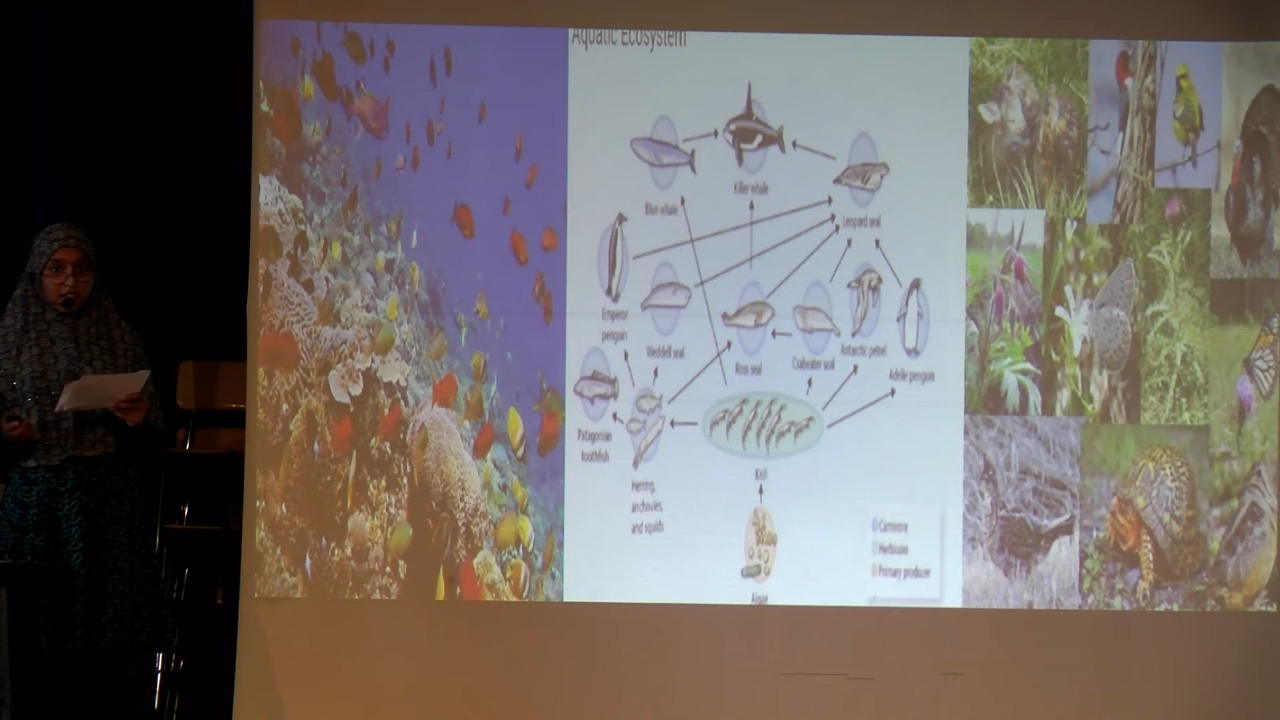 Aquatic Ecosystem
Killer whale
Blue whale
Leopard seal
Emperor
penguin
Weddell seal
Ross seal
Crabeater seal
Antarctic petrel
Adelie penguin
Patagonian
toothfish
Krill
Herring,
anchovies,
and squids
Carnivore
Herbivore
Primary producer
Algae